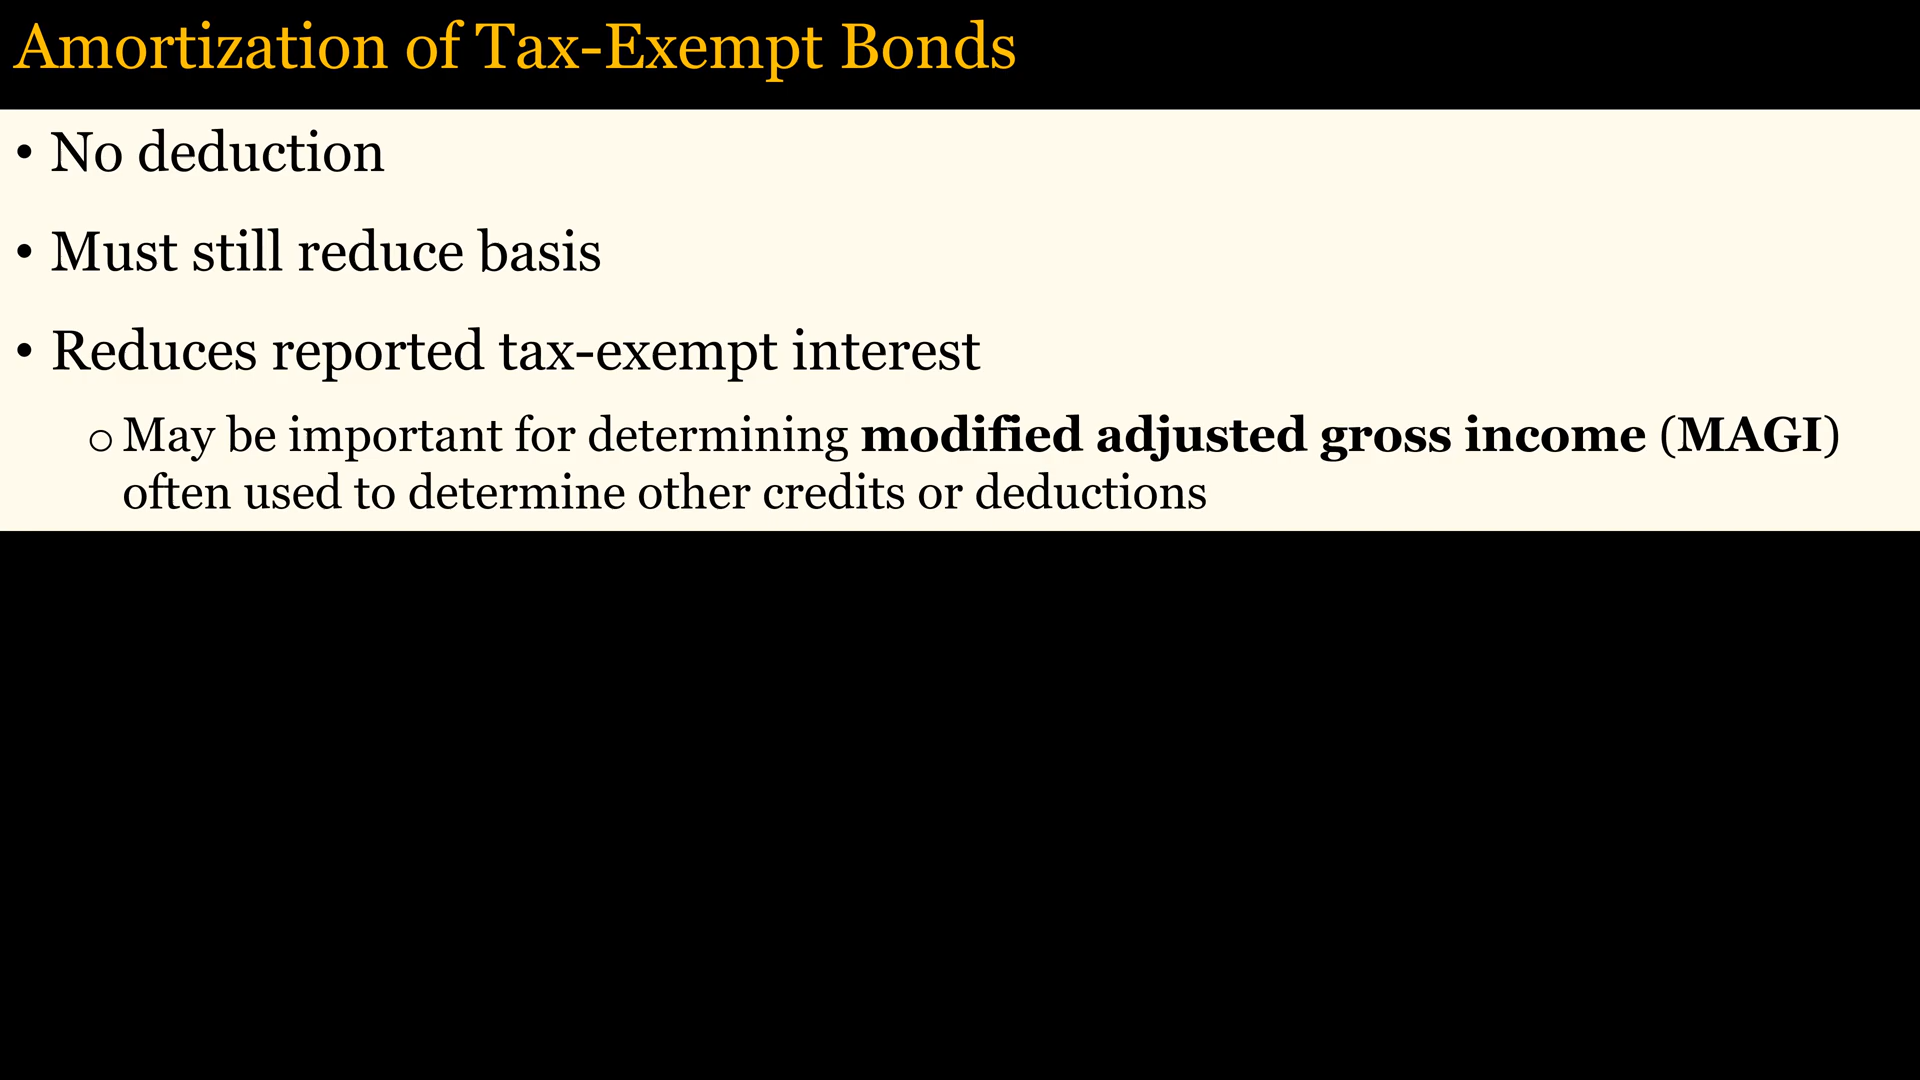 Amortization of Tax-Exempt Bonds
• No deduction
• Must still reduce basis
• Reduces reported tax-exempt interest
o May be important for determining modified adjusted gross income (MAGI)
often used to determine other credits or deductions